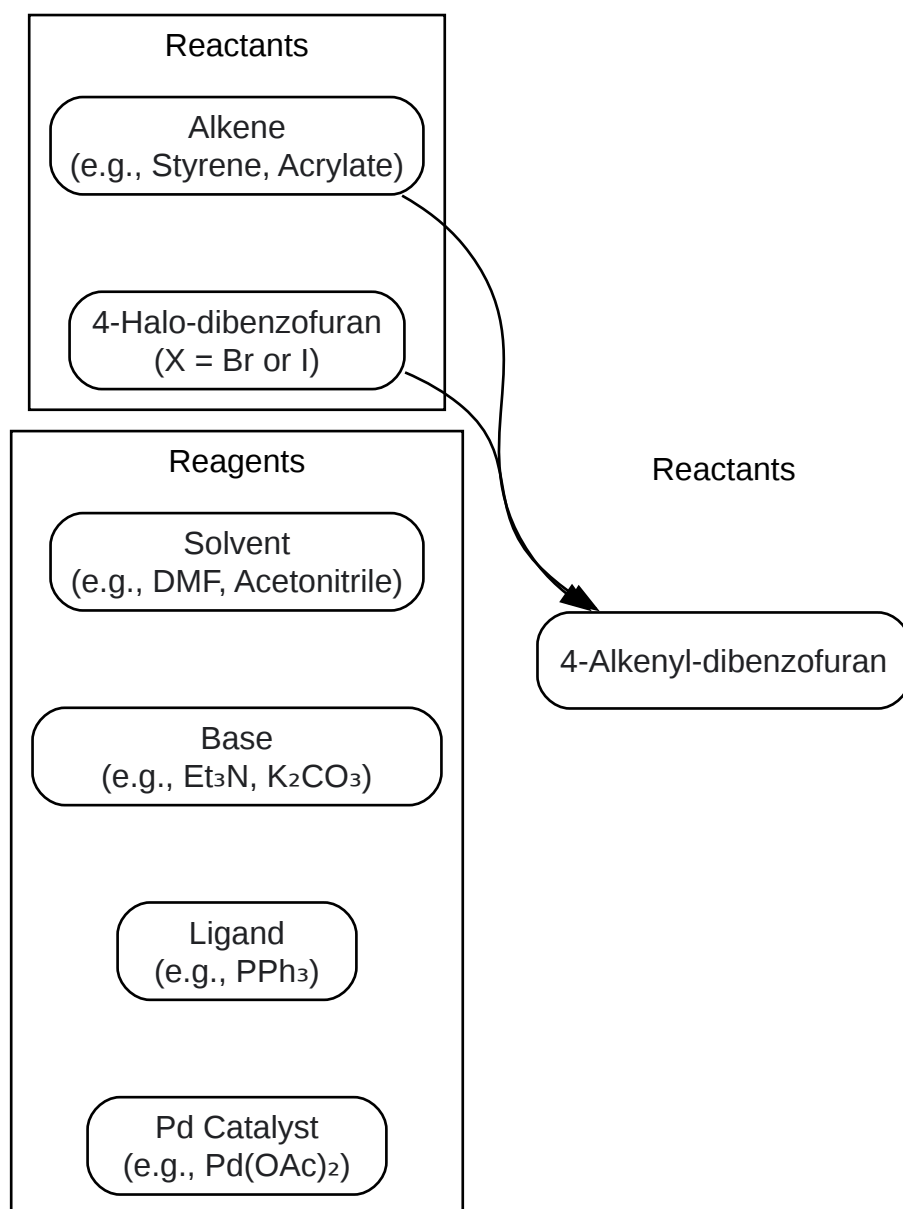 Reactants
Alkene
(e.g., Styrene, Acrylate)
4-Halo-dibenzofuran
(X = Br or I)
Reagents
Solvent
(e.g., DMF, Acetonitrile)
Base
(e.g., Et₃N, K₂CO₃)
Ligand
(e.g., PPh₃)
Pd Catalyst
(e.g., Pd(OAc)₂)
Reactants
4-Alkenyl-dibenzofuran